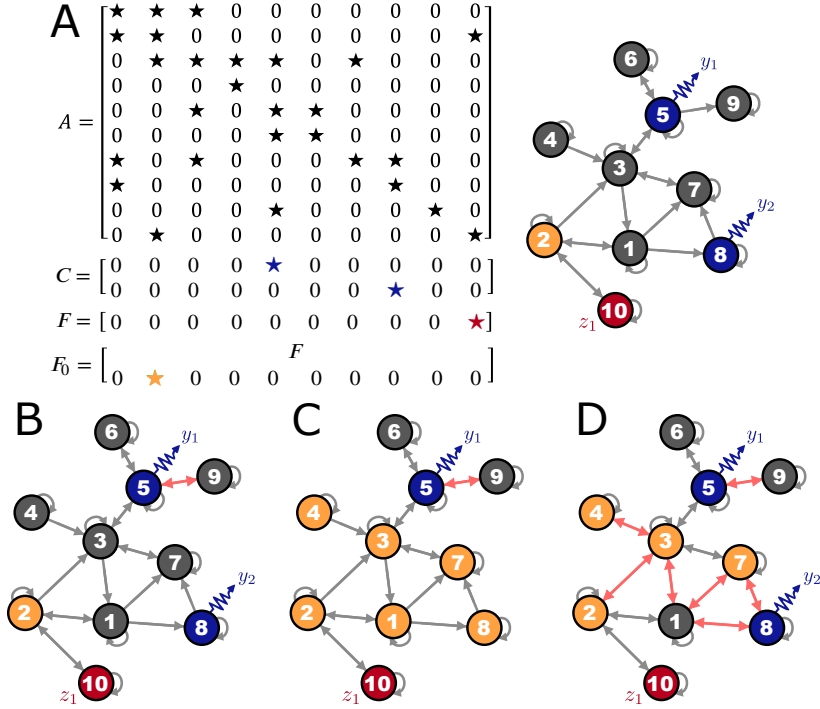 A
★ ★ ★ 0 0 0 0 0 0 0
★ ★ 0 0 0 0 0 0 0 ★
0 ★ ★ ★ ★ 0 ★ 0 0 0
0 0 0 ★ 0 0 0 0 0 0
A = 0 0 ★ 0 ★ ★ 0 0 0 0
0 0 0 0 ★ ★ 0 0 0 0
★ 0 ★ 0 0 0 ★ ★ 0 0
★ 0 0 0 0 0 0 ★ 0 0
0 0 0 0 ★ 0 0 0 ★ 0
0 ★ 0 0 0 0 0 0 0 ★
C = 0 0 0 0 ★ 0 0 0 0 0
0 0 0 0 0 0 0 ★ 0 0
F = [0 0 0 0 0 0 0 0 0 ★]
F₀ = F
0 ★ 0 0 0 0 0 0 0 0
6
y₁
9
5
4
3
7
y₂
2
1
8
10
z₁
B
6
y₁
9
5
4
3
7
y₂
2
1
8
10
z₁
C
6
y₁
9
5
4
3
7
2
1
8
10
z₁
D
6
y₁
9
5
4
3
7
y₂
2
1
8
10
z₁